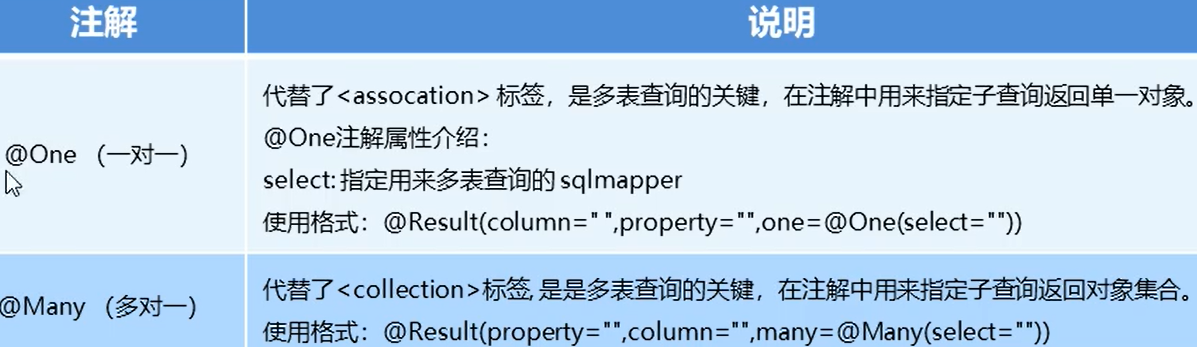 注解
说明
@One （一对一）
代替了<assocation> 标签，是多表查询的关键，在注解中用来指定子查询返回单一对象。
@One注解属性介绍：
select: 指定用来多表查询的 sqlmapper
使用格式：@Result(column=" ",property="",one=@One(select=""))
@Many （多对一）
代替了<collection>标签, 是是多表查询的关键，在注解中用来指定子查询返回对象集合。
使用格式：@Result(property="",column="",many=@Many(select=""))